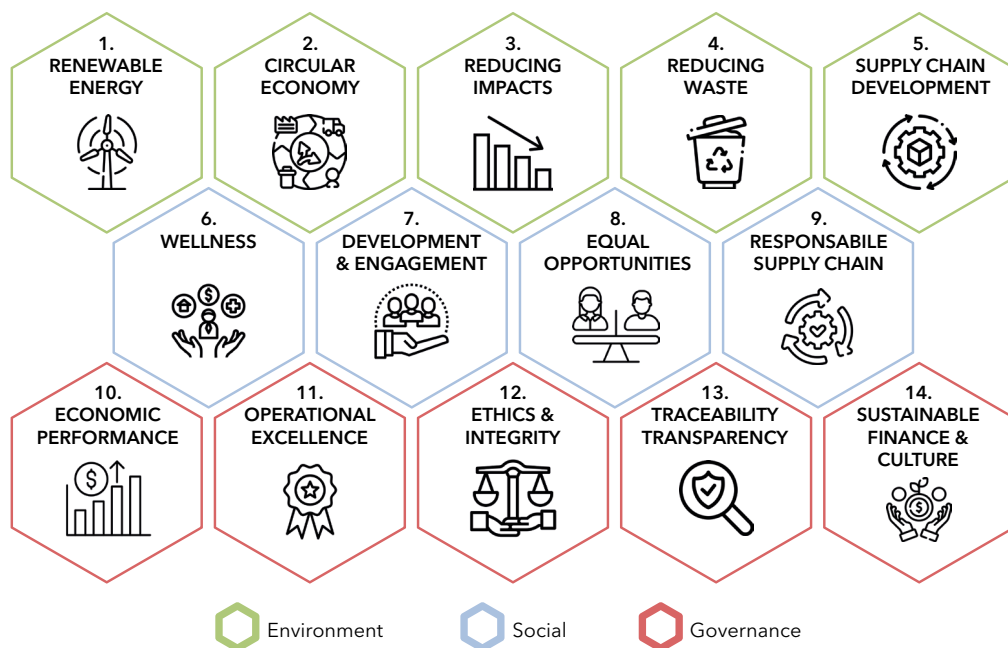 1.
RENEWABLE
ENERGY
2.
CIRCULAR
ECONOMY
3.
REDUCING
IMPACTS
4.
REDUCING
WASTE
5.
SUPPLY CHAIN
DEVELOPMENT
6.
WELLNESS
7.
DEVELOPMENT
& ENGAGEMENT
8.
EQUAL
OPPORTUNITIES
9.
RESPONSABILE
SUPPLY CHAIN
10.
ECONOMIC
PERFORMANCE
11.
OPERATIONAL
EXCELLENCE
12.
ETHICS &
INTEGRITY
13.
TRACEABILITY
TRANSPARENCY
14.
SUSTAINABLE
FINANCE &
CULTURE
Environment
Social
Governance